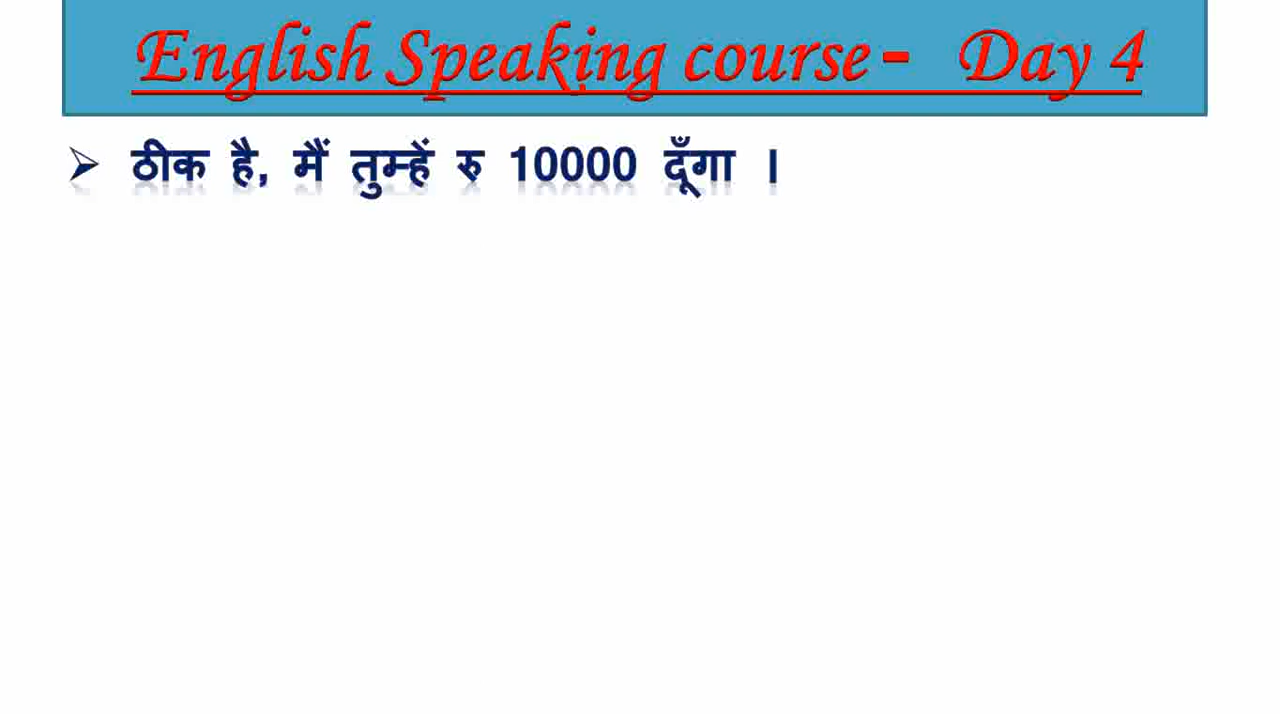 English Speaking course - Day 4
➢ ठीक है, मैं तुम्हें रु 10000 दूँगा ।